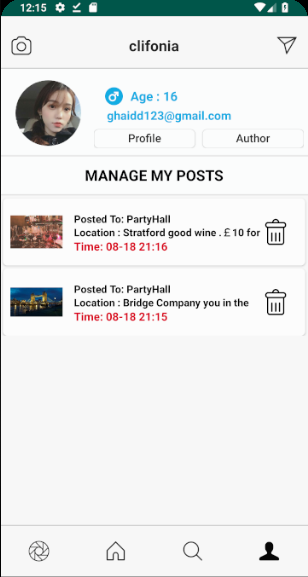 12:15
clifonia
Age : 16
ghaidd123@gmail.com
Profile Author
MANAGE MY POSTS
Posted To: PartyHall
Location : Stratford good wine . £ 10 for
Time: 08-18 21:16
Posted To: PartyHall
Location : Bridge Company you in the
Time: 08-18 21:15